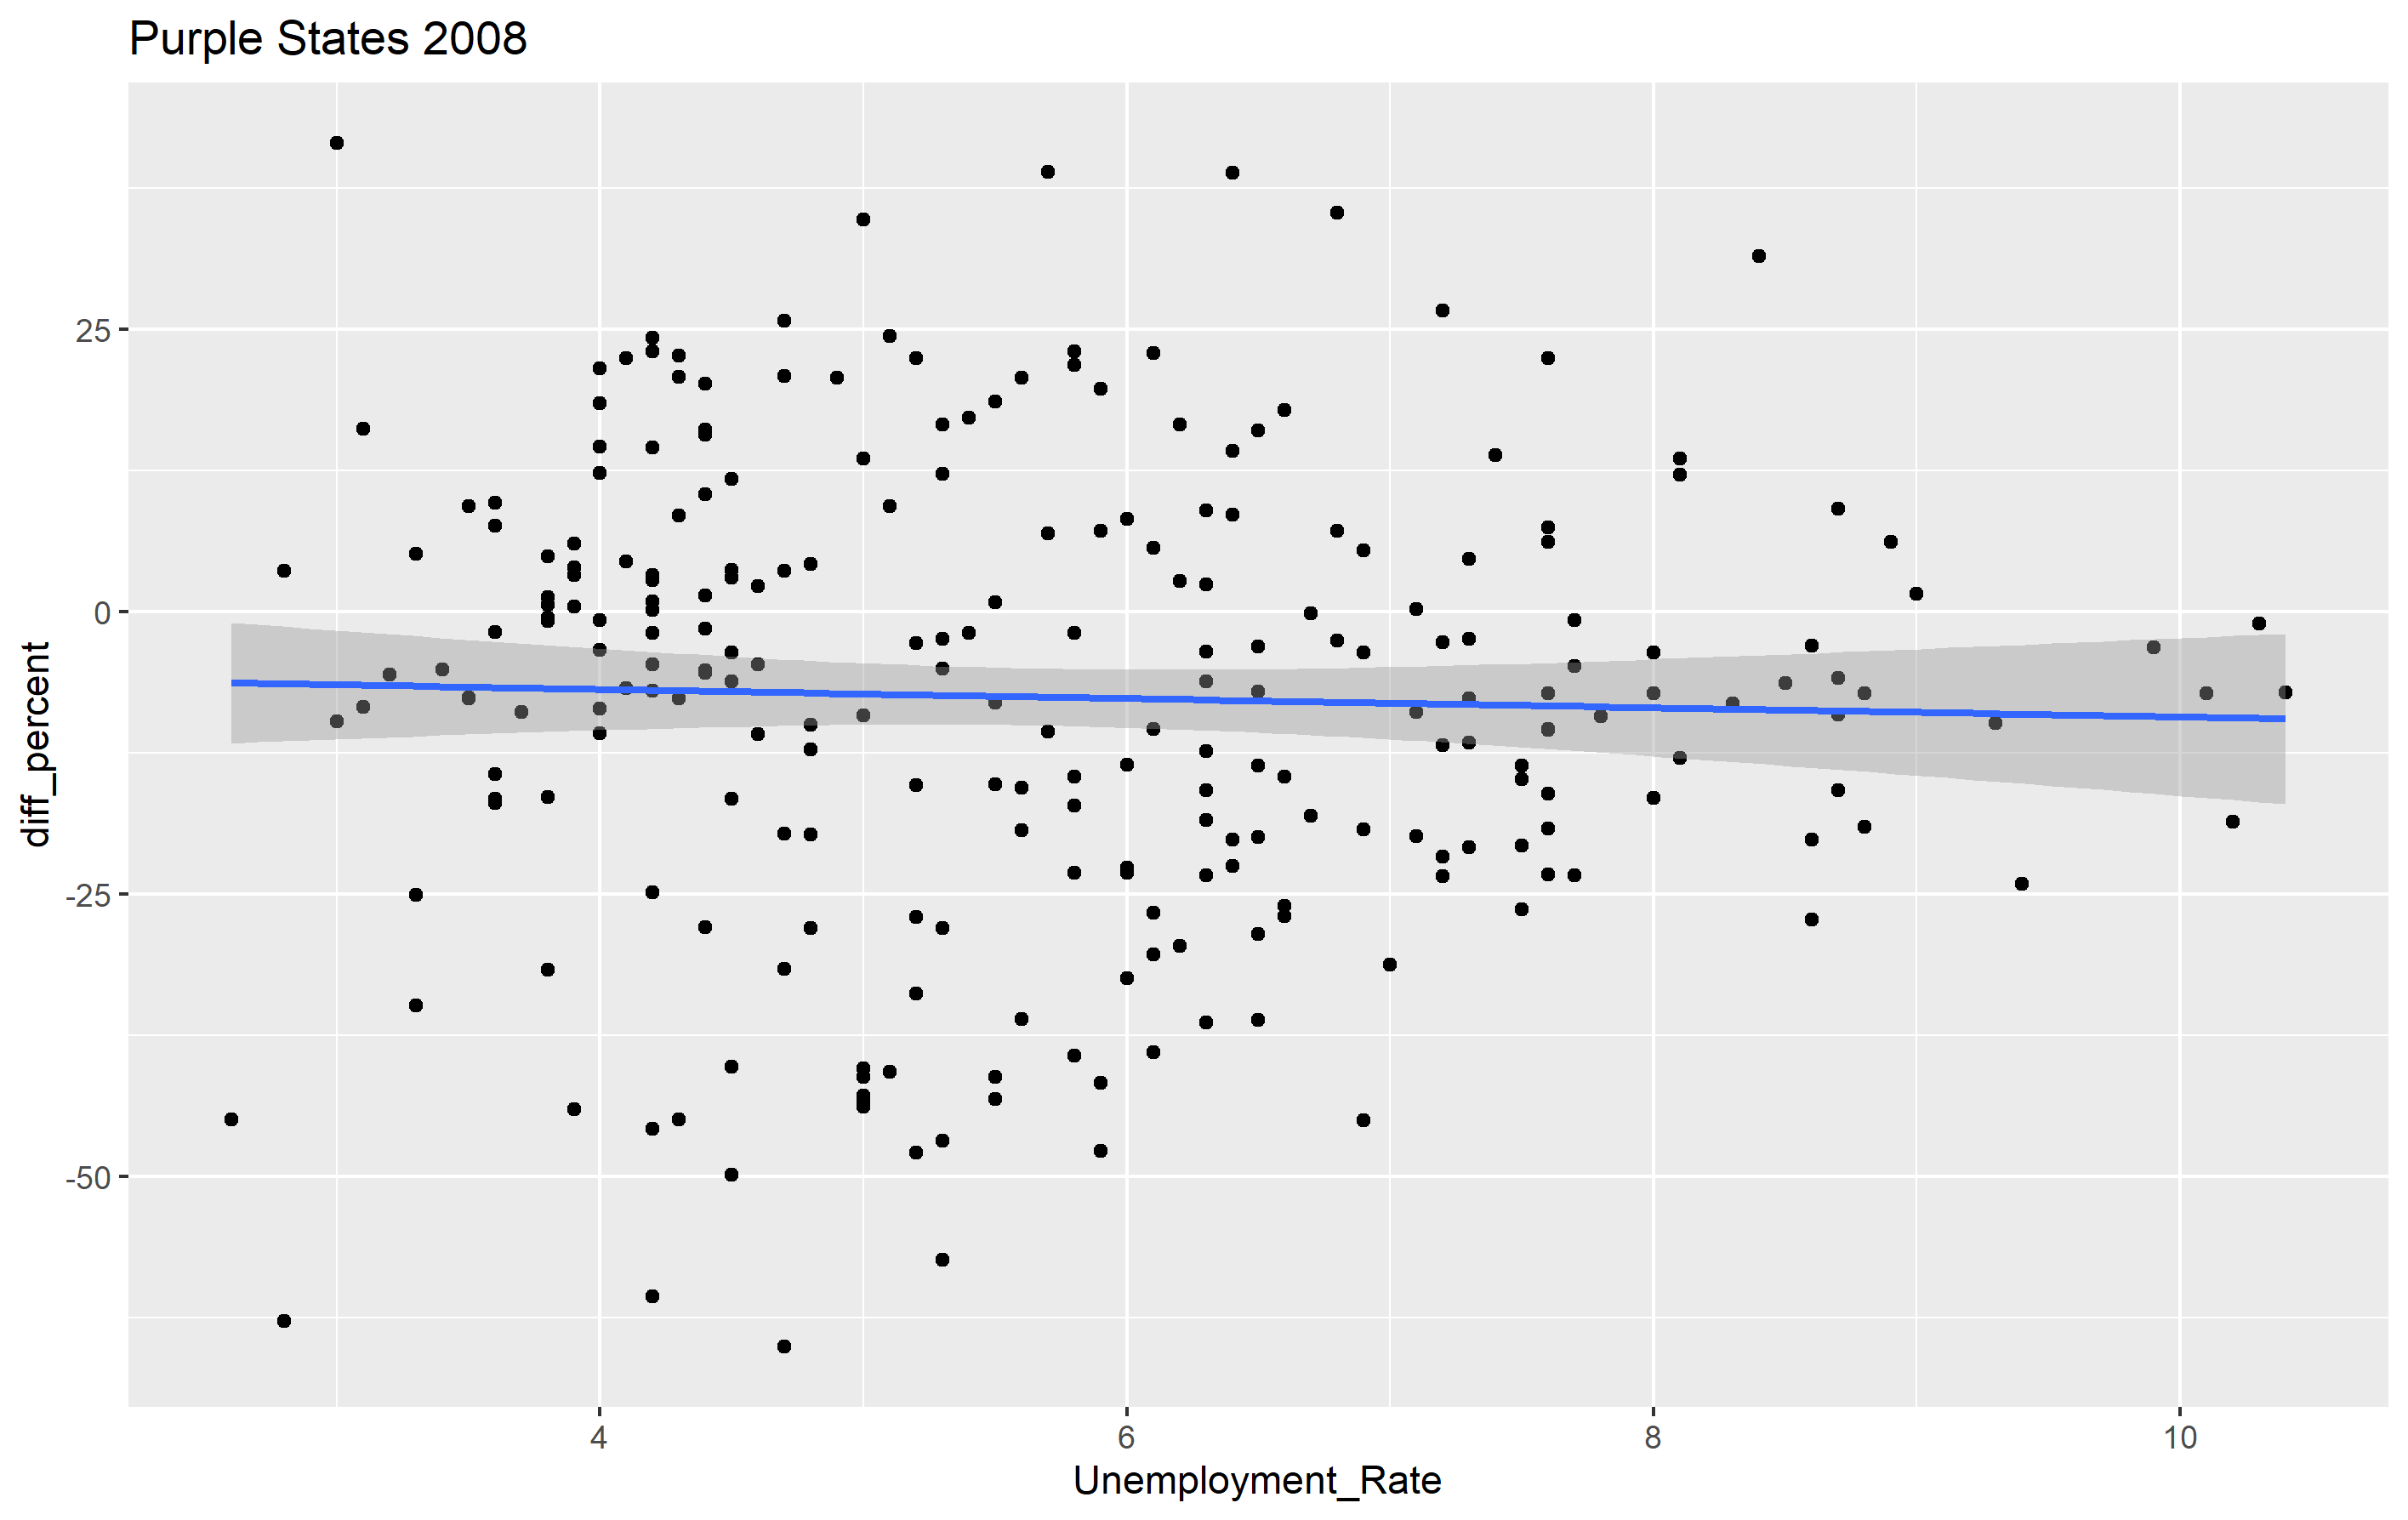 Purple States 2008
25
0
-25
-50
diff_percent
4 6 8 10
Unemployment_Rate